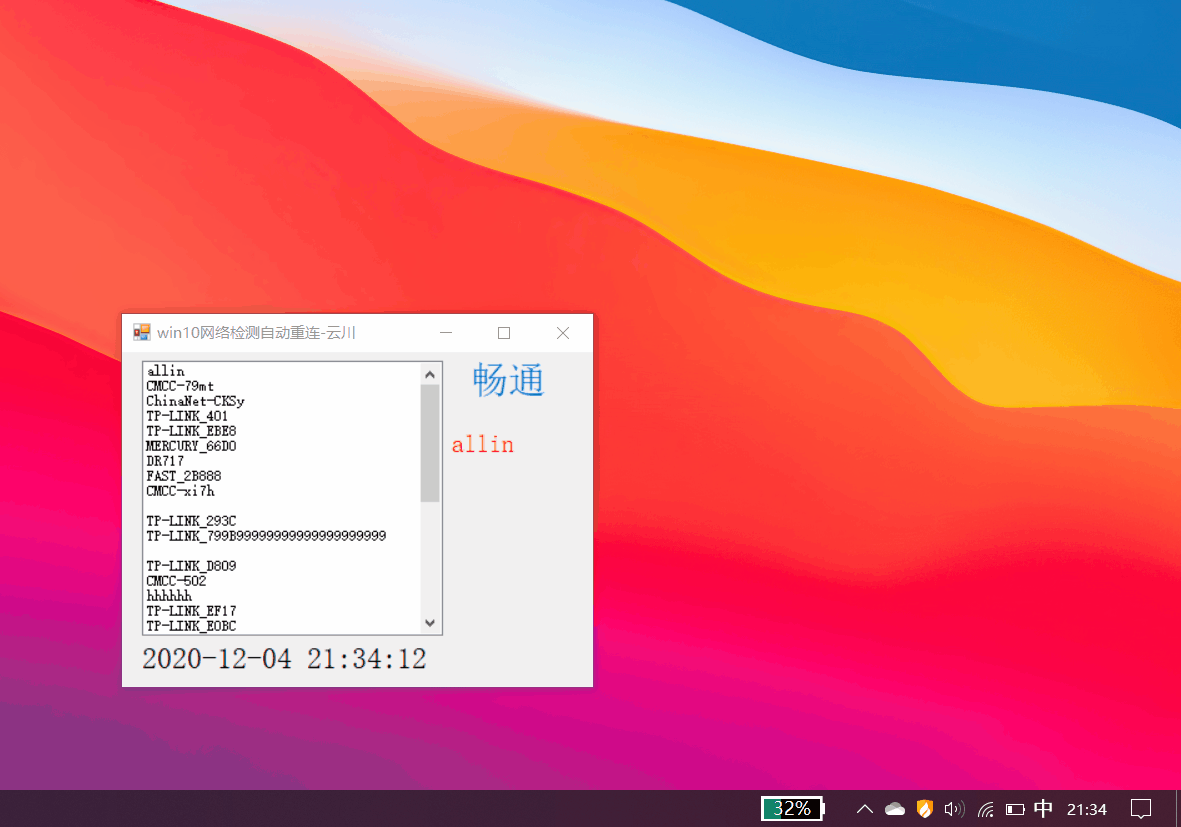 win10网络检测自动重连-云川
allin
CMCC-79mt
ChinaNet-CKSy
TP-LINK_401
TP-LINK_EBE8
MERCURY_66D0
DR717
FAST_2B888
CMCC-xi7h
TP-LINK_293C
TP-LINK_799B99999999999999999999
TP-LINK_D809
CMCC-502
hhhhhh
TP-LINK_EF17
TP-LINK_E0BC
畅通
allin
2020-12-04 21:34:12
32%
中
21:34